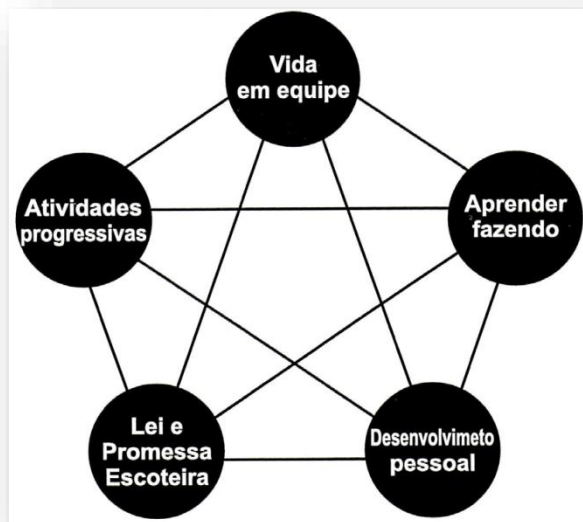 Vida
em equipe
Atividades
progressivas
Aprender
fazendo
Lei e
Promessa
Escoteira
Desenvolvimeto
pessoal